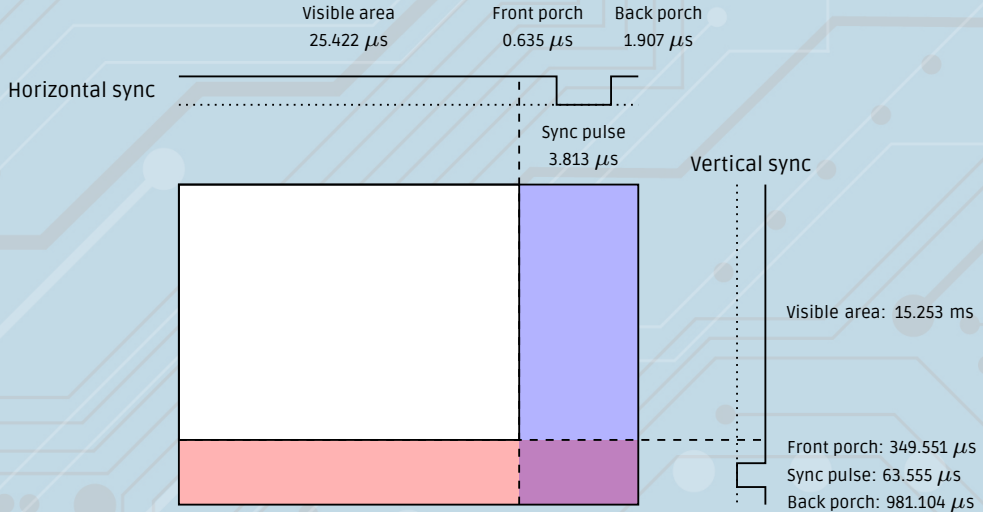 Visible area
25.422 μs
Front porch
0.635 μs
Back porch
1.907 μs
Horizontal sync
Sync pulse
3.813 μs
Vertical sync
Visible area: 15.253 ms
Front porch: 349.551 μs
Sync pulse: 63.555 μs
Back porch: 981.104 μs